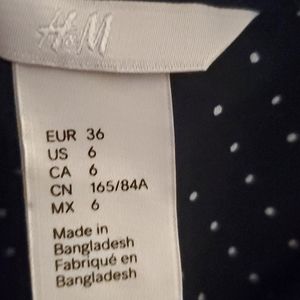 H&M
EUR 36
US 6
CA 6
CN 165/84A
MX 6
Made in
Bangladesh
Fabriqué en
Bangladesh